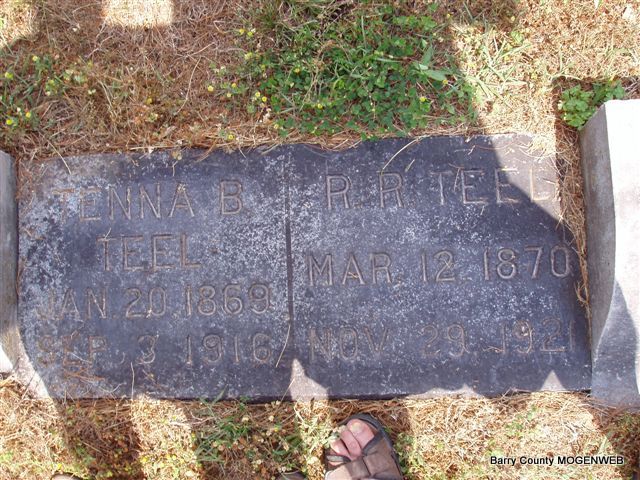 TENNA B.
TEEL
JAN. 20. 1869
SEP. 3 1916
R. R. TEEL
MAR. 12. 1870
NOV. 29. 1921
Barry County MOGENWEB